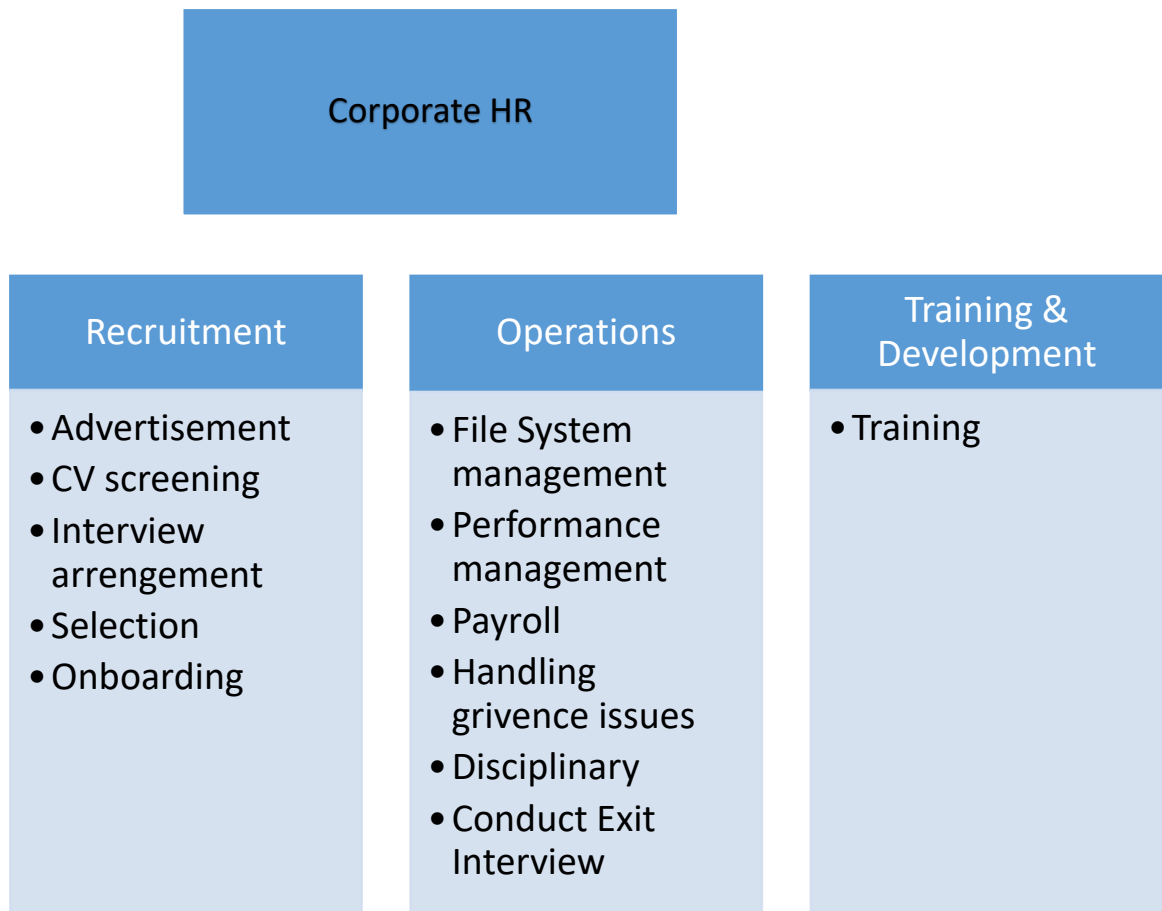 Corporate HR
Recruitment
• Advertisement
• CV screening
• Interview
arrengement
• Selection
• Onboarding
Operations
• File System
management
• Performance
management
• Payroll
• Handling
grivence issues
• Disciplinary
• Conduct Exit
Interview
Training &
Development
• Training